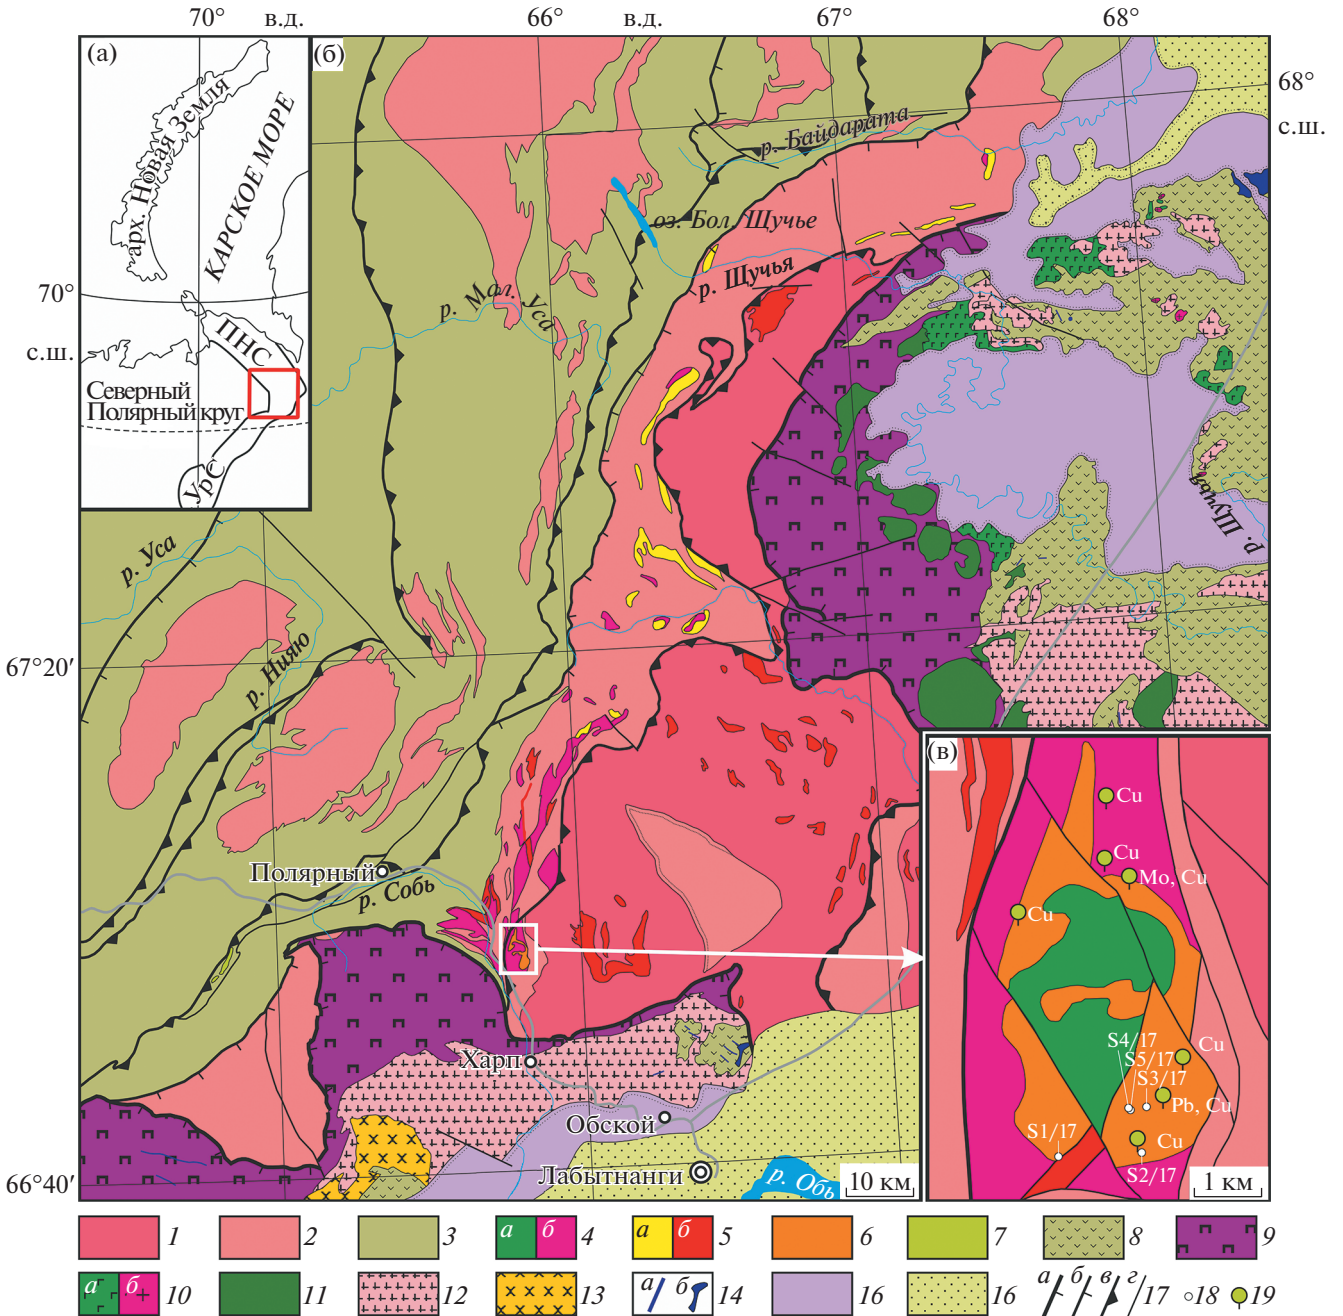 70° в.д. 66° в.д. 67° 68°
(а)
(б)
68°
с.ш.
арх. Новая Земля
КАРСКОЕ МОРЕ
70°
с.ш.
ПНС
Северный
Полярный круг
УрС
р. Байдарата
оз. Бол. Щучье
р. Щучья
р. Мал. Уса
р. Щучья
р. Уса
р. Нияю
67°20′
Полярный
р. Собь
Харп
Обской
Лабытнанги
р. Обь
10 км
66°40′
(в)
Cu
Cu
Mo, Cu
Cu
S4/17
Cu
S5/17
S3/17
Pb, Cu
S1/17
Cu
S2/17
1 км
1 2 3 а б 4 а б 5 6 7 8 9
а б 10 11 12 13 а б 14 16 16 а б в г 17 18 19